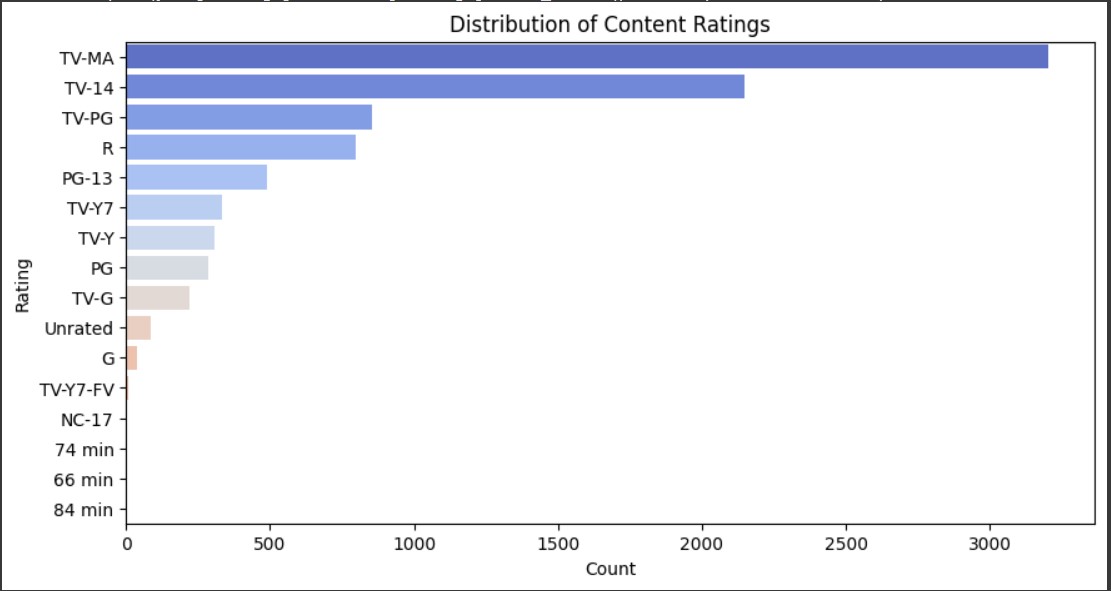 Distribution of Content Ratings
TV-MA
TV-14
TV-PG
R
PG-13
TV-Y7
TV-Y
PG
TV-G
Unrated
G
TV-Y7-FV
NC-17
74 min
66 min
84 min
Rating
0 500 1000 1500 2000 2500 3000
Count